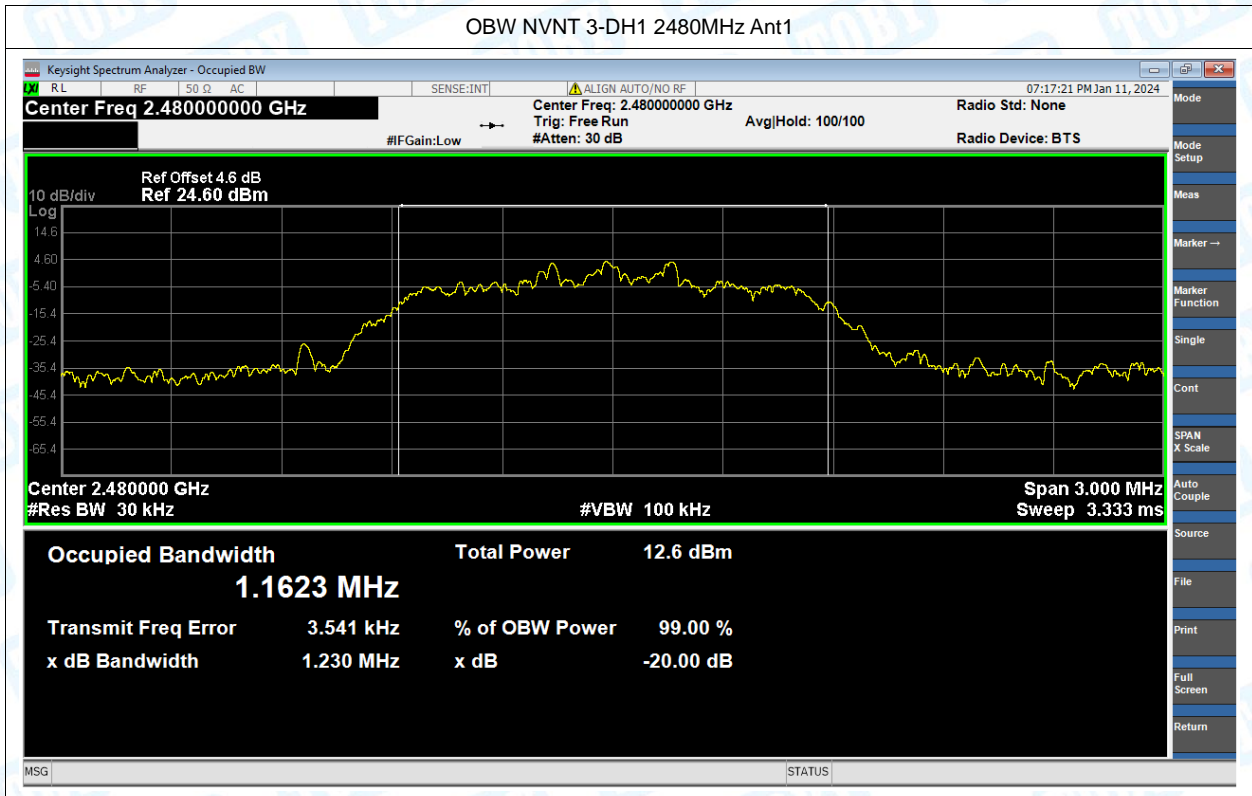 OBW NVNT 3-DH1 2480MHz Ant1
Keysight Spectrum Analyzer - Occupied BW
LXI RL RF 50 Ω AC SENSE:INT ALIGN AUTO/NO RF 07:17:21 PM Jan 11, 2024
Center Freq 2.480000000 GHz
Center Freq: 2.480000000 GHz Radio Std: None
Trig: Free Run Avg|Hold: 100/100
#IFGain:Low #Atten: 30 dB Radio Device: BTS
Ref Offset 4.6 dB
10 dB/div Ref 24.60 dBm
Log
14.6
4.60
-5.40
-15.4
-25.4
-35.4
-45.4
-55.4
-65.4
Center 2.480000 GHz Span 3.000 MHz
#Res BW 30 kHz #VBW 100 kHz Sweep 3.333 ms
Occupied Bandwidth Total Power 12.6 dBm
1.1623 MHz
Transmit Freq Error 3.541 kHz % of OBW Power 99.00 %
x dB Bandwidth 1.230 MHz x dB -20.00 dB
MSG STATUS
Mode
Mode
Setup
Meas
Marker→
Marker
Function
Single
Cont
SPAN
X Scale
Auto
Couple
Source
File
Print
Full
Screen
Return
TOBY